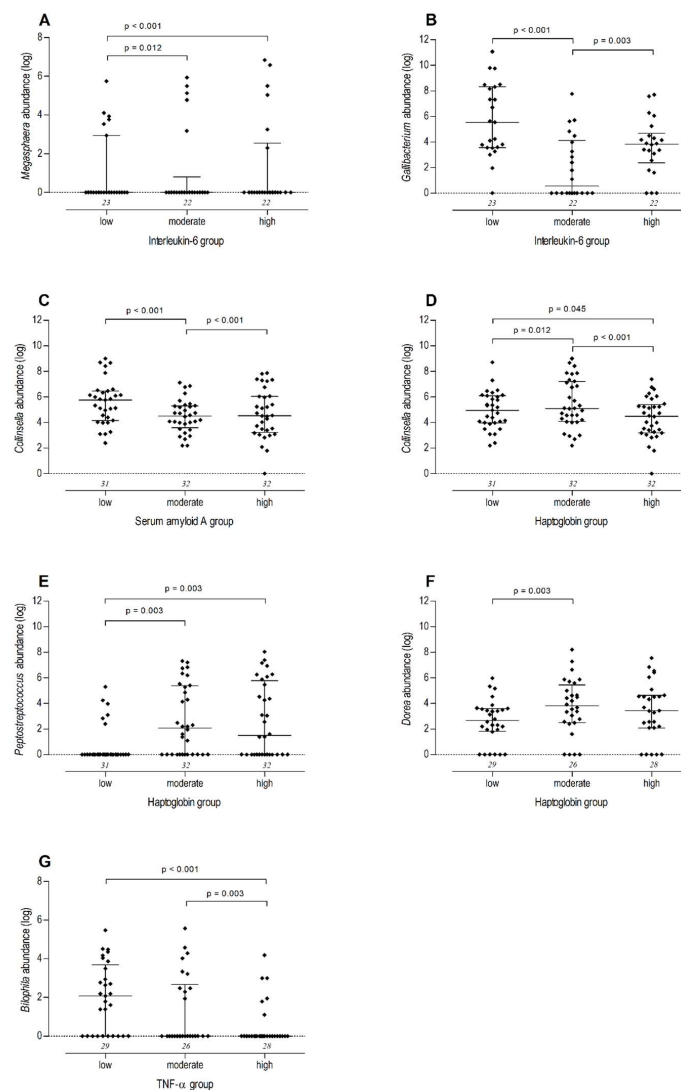 A
p < 0.001
p = 0.012
8
6
4
2
0
Megasphaera abundance (log)
23 22 22
low moderate high
Interleukin-6 group
B
p < 0.001 p = 0.003
12
10
8
6
4
2
0
Gallibacterium abundance (log)
23 22 22
low moderate high
Interleukin-6 group
C
p < 0.001 p < 0.001
12
10
8
6
4
2
0
Collinsella abundance (log)
31 32 32
low moderate high
Serum amyloid A group
D
p = 0.045
p = 0.012 p < 0.001
12
10
8
6
4
2
0
Collinsella abundance (log)
31 32 32
low moderate high
Haptoglobin group
E
p = 0.003
p = 0.003
12
10
8
6
4
2
0
Peptostreptococcus abundance (log)
31 32 32
low moderate high
Haptoglobin group
F
p = 0.003
12
10
8
6
4
2
0
Dorea abundance (log)
29 26 28
low moderate high
Haptoglobin group
G
p < 0.001
p = 0.003
8
6
4
2
0
Bilophila abundance (log)
29 26 28
low moderate high
TNF-α group